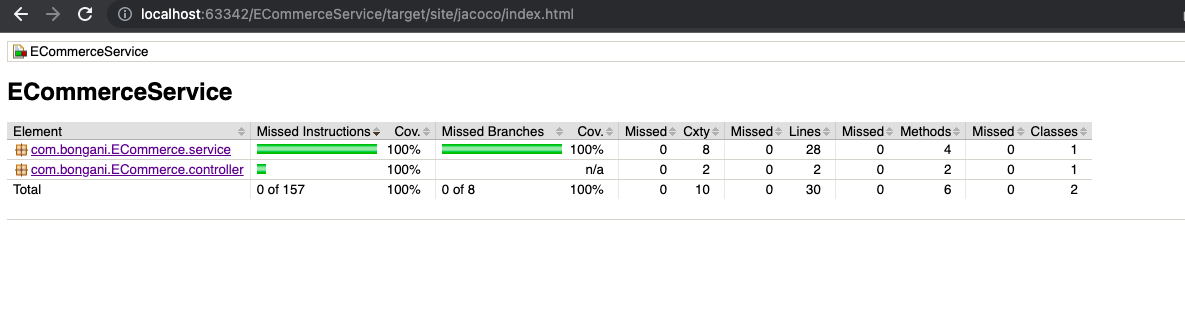 localhost:63342/ECommerceService/target/site/jacoco/index.html
ECommerceService
ECommerceService
Element Missed Instructions Cov. Missed Branches Cov. Missed Cxty Missed Lines Missed Methods Missed Classes
com.bongani.ECommerce.service 100% 100% 0 8 0 28 0 4 0 1
com.bongani.ECommerce.controller 100% n/a 0 2 0 2 0 2 0 1
Total 0 of 157 100% 0 of 8 100% 0 10 0 30 0 6 0 2